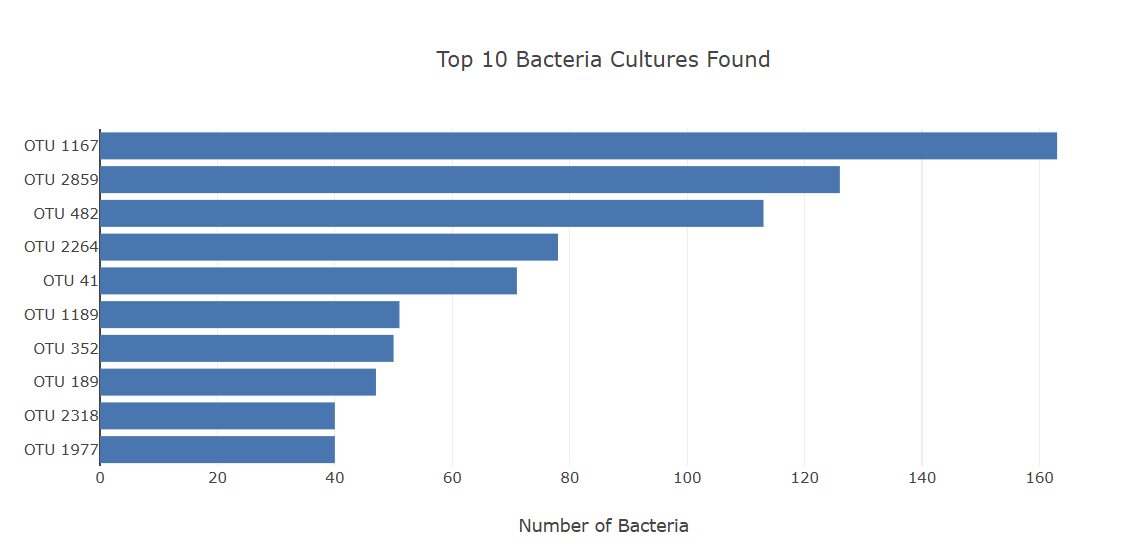 Top 10 Bacteria Cultures Found
OTU 1167
OTU 2859
OTU 482
OTU 2264
OTU 41
OTU 1189
OTU 352
OTU 189
OTU 2318
OTU 1977
0 20 40 60 80 100 120 140 160
Number of Bacteria